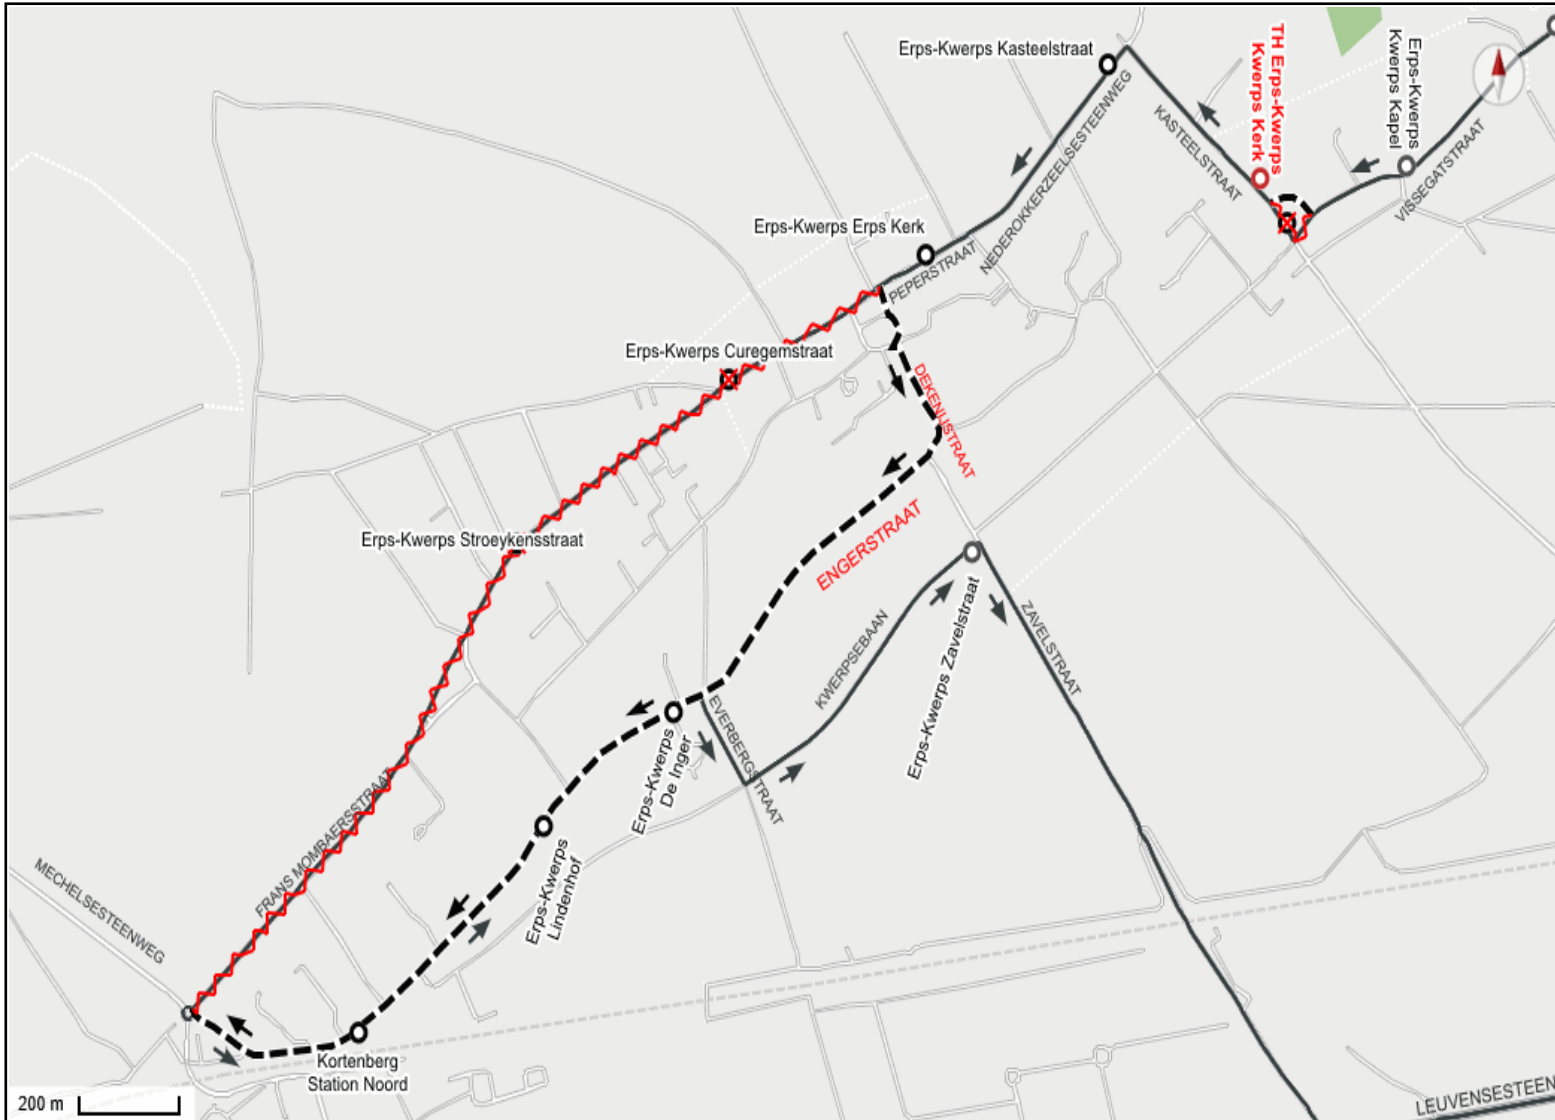 Erps-Kwerps Kasteelstraat
TH Erps-Kwerps
Kwerps Kerk
Erps-Kwerps
Kwerps Kapel
KASTEELSTRAAT
VISSEGATSTRAAT
NEDEROKKERZEELSESTEENWEG
Erps-Kwerps Erps Kerk
PEPERSTRAAT
Erps-Kwerps Curegemstraat
DEKENIJSTRAAT
Erps-Kwerps Stroeykensstraat
ENGERSTRAAT
KWERPSEBAAN
Erps-Kwerps Zavelstraat
ZAVELSTRAAT
EVERBERGSTRAAT
Erps-Kwerps
De Inger
Erps-Kwerps
Lindenhof
FRANS MOMBAERSSTRAAT
MECHELSESTEENWEG
Kortenberg
Station Noord
200 m
LEUVENSESTEEN